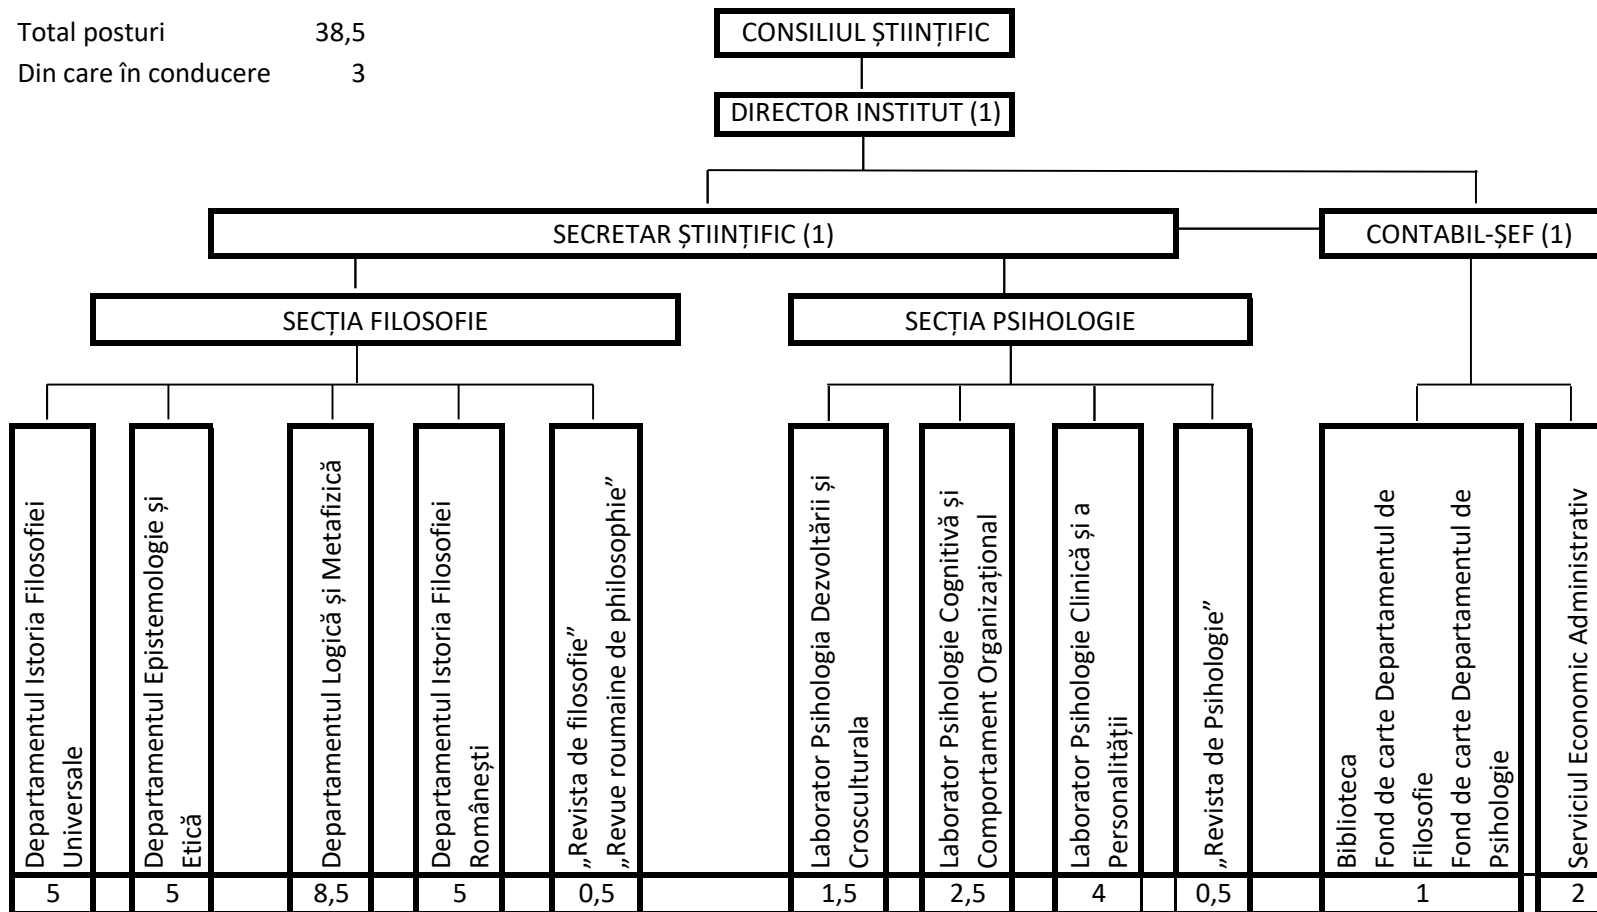 Total posturi 38,5
Din care în conducere 3
CONSILIUL ȘTIINȚIFIC
DIRECTOR INSTITUT (1)
SECRETAR ȘTIINȚIFIC (1)
CONTABIL-ȘEF (1)
SECȚIA FILOSOFIE
SECȚIA PSIHOLOGIE
Departamentul Istoria Filosofiei
Universale
Departamentul Epistemologie și
Etică
Departamentul Logică și Metafizică
Departamentul Istoria Filosofiei
Românești
„Revista de filosofie”
„Revue roumaine de philosophie”
Laborator Psihologia Dezvoltării și
Crosculturala
Laborator Psihologie Cognitivă și
Comportament Organizațional
Laborator Psihologie Clinică și a
Personalității
„Revista de Psihologie”
Biblioteca
Fond de carte Departamentul de
Filosofie
Fond de carte Departamentul de
Psihologie
Serviciul Economic Administrativ
5 5 8,5 5 0,5 1,5 2,5 4 0,5 1 2